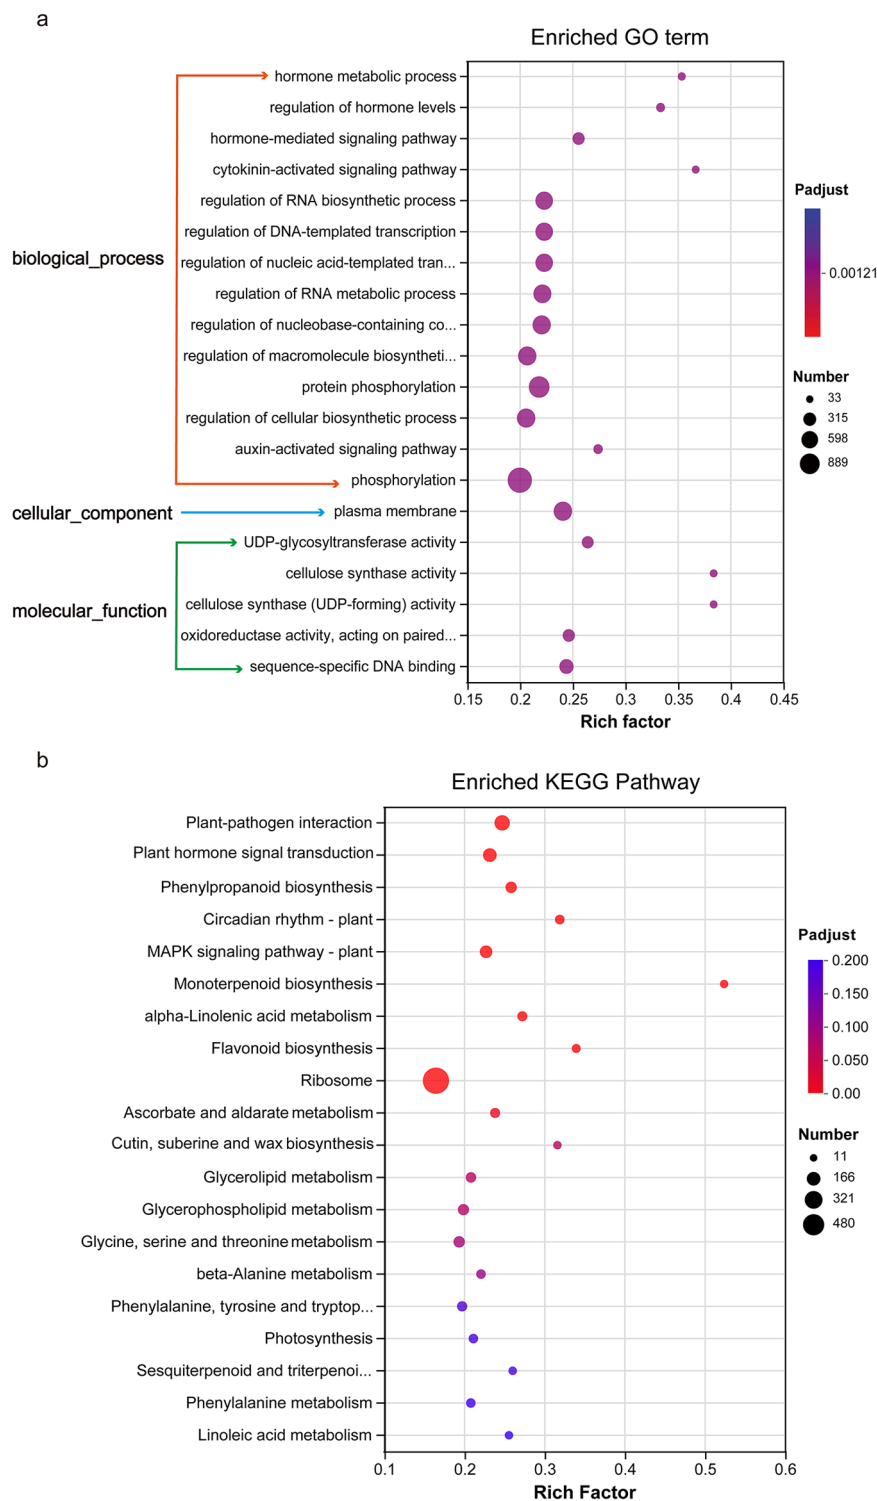 a
Enriched GO term
hormone metabolic process
regulation of hormone levels
hormone-mediated signaling pathway
cytokinin-activated signaling pathway
regulation of RNA biosynthetic process
regulation of DNA-templated transcription
biological_process
regulation of nucleic acid-templated tran...
regulation of RNA metabolic process
regulation of nucleobase-containing co...
regulation of macromolecule biosyntheti...
protein phosphorylation
regulation of cellular biosynthetic process
auxin-activated signaling pathway
phosphorylation
cellular_component
plasma membrane
UDP-glycosyltransferase activity
cellulose synthase activity
molecular_function
cellulose synthase (UDP-forming) activity
oxidoreductase activity, acting on paired...
sequence-specific DNA binding
0.15 0.2 0.25 0.3 0.35 0.4 0.45
Rich factor
Padjust
0.00121
Number
33
315
598
889
b
Enriched KEGG Pathway
Plant-pathogen interaction
Plant hormone signal transduction
Phenylpropanoid biosynthesis
Circadian rhythm - plant
MAPK signaling pathway - plant
Monoterpenoid biosynthesis
alpha-Linolenic acid metabolism
Flavonoid biosynthesis
Ribosome
Ascorbate and aldarate metabolism
Cutin, suberine and wax biosynthesis
Glycerolipid metabolism
Glycerophospholipid metabolism
Glycine, serine and threonine metabolism
beta-Alanine metabolism
Phenylalanine, tyrosine and tryptop...
Photosynthesis
Sesquiterpenoid and triterpenoi...
Phenylalanine metabolism
Linoleic acid metabolism
0.1 0.2 0.3 0.4 0.5 0.6
Rich Factor
Padjust
0.200
0.150
0.100
0.050
0.00
Number
11
166
321
480